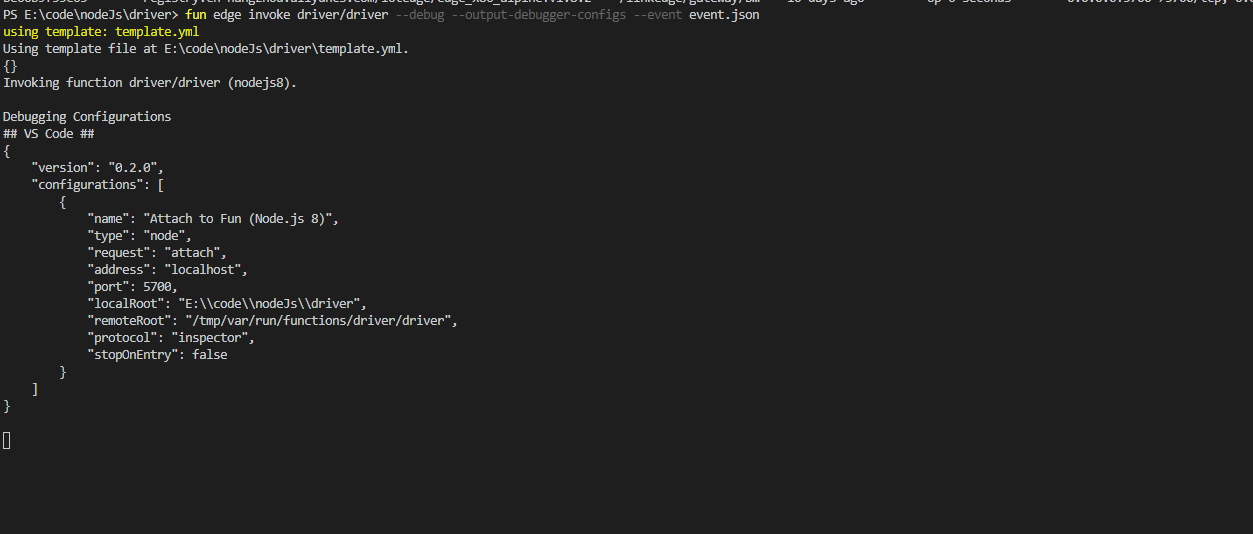 PS E:\code\nodeJs\driver> fun edge invoke driver/driver --debug --output-debugger-configs --event event.json
using template: template.yml
Using template file at E:\code\nodeJs\driver\template.yml.
{}
Invoking function driver/driver (nodejs8).
Debugging Configurations
## VS Code ##
{
    "version": "0.2.0",
    "configurations": [
        {
            "name": "Attach to Fun (Node.js 8)",
            "type": "node",
            "request": "attach",
            "address": "localhost",
            "port": 5700,
            "localRoot": "E:\\code\\nodeJs\\driver",
            "remoteRoot": "/tmp/var/run/functions/driver/driver",
            "protocol": "inspector",
            "stopOnEntry": false
        }
    ]
}